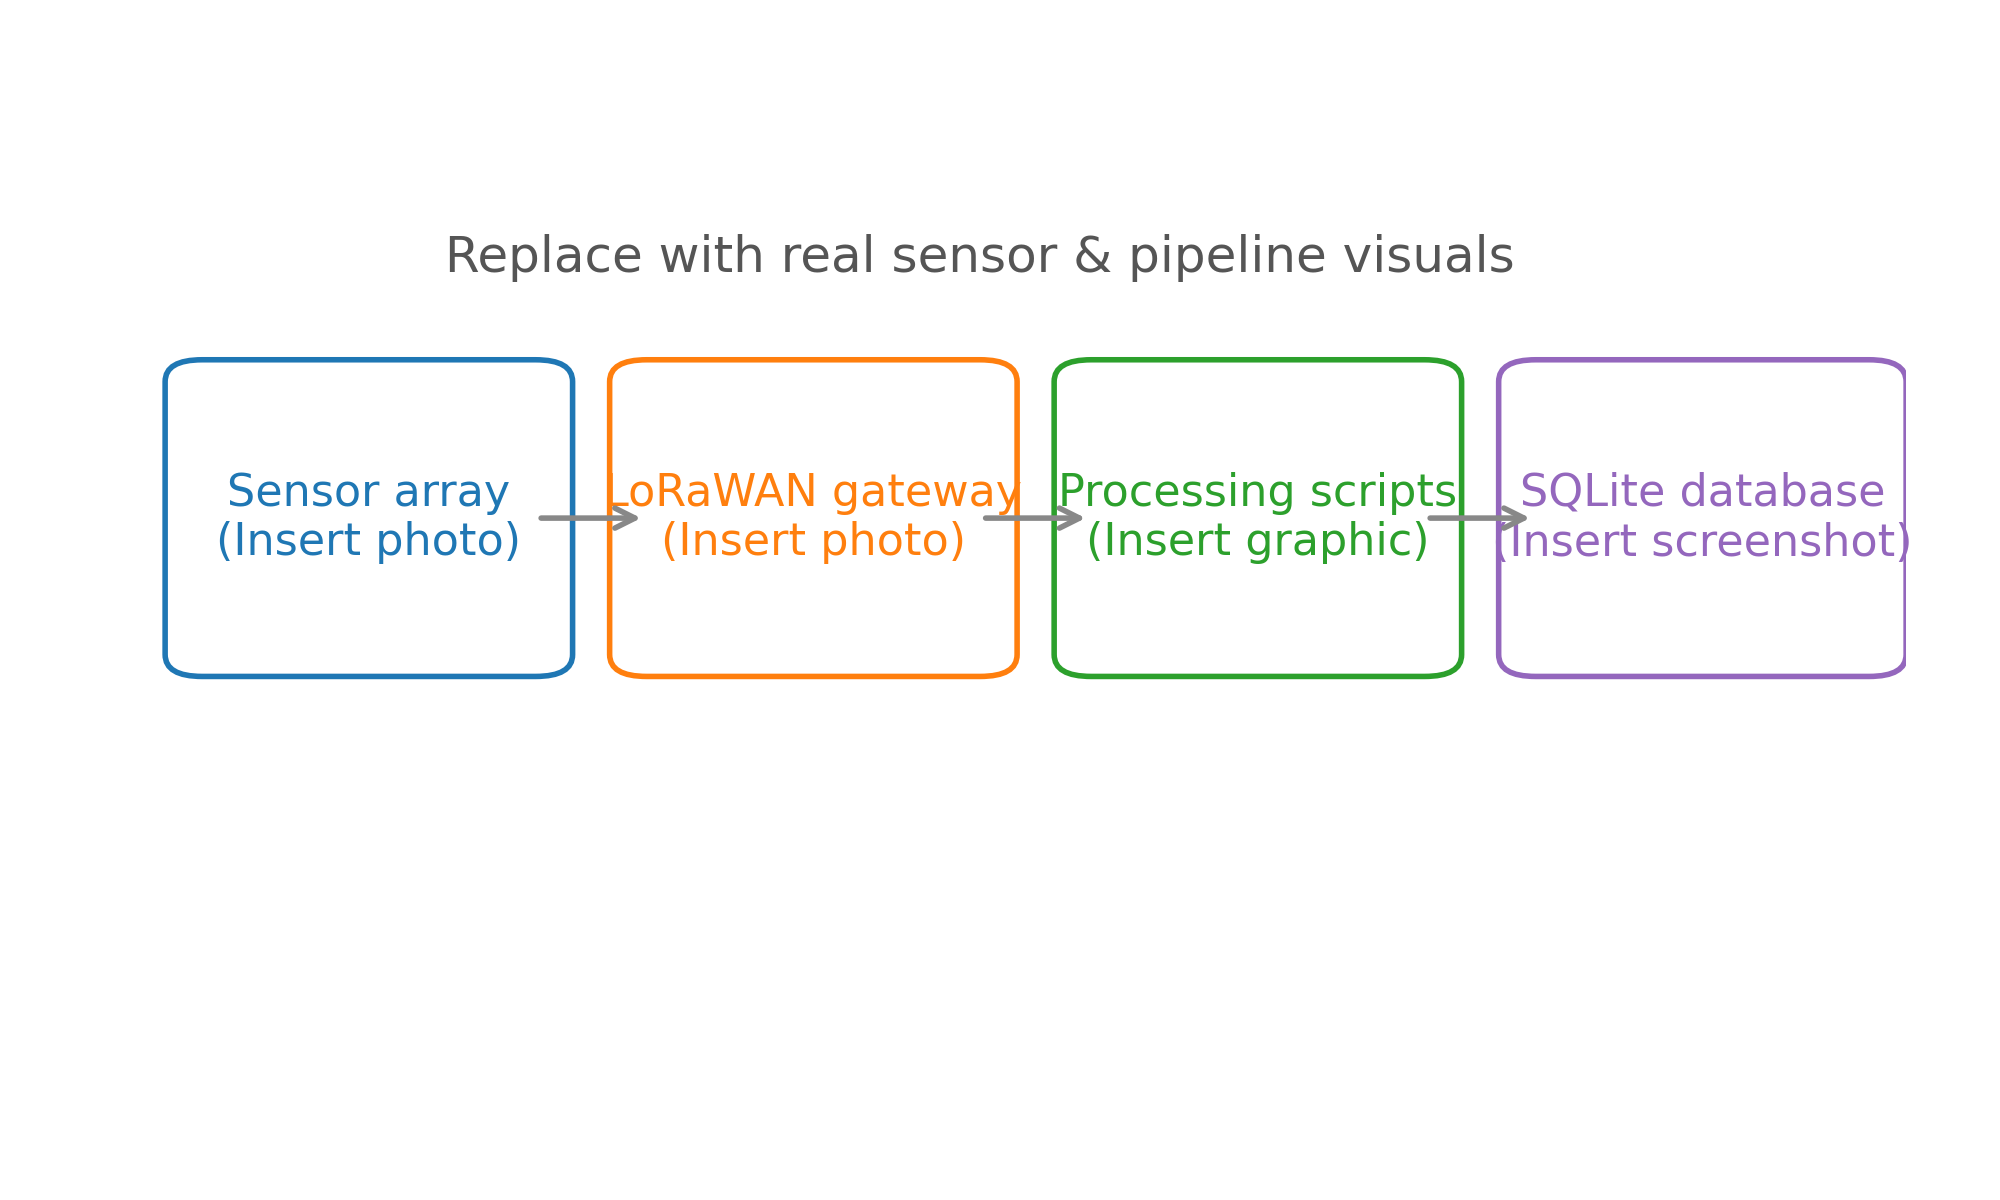 Replace with real sensor & pipeline visuals
Sensor array
(Insert photo)
LoRaWAN gateway
(Insert photo)
Processing scripts
(Insert graphic)
SQLite database
(Insert screenshot)